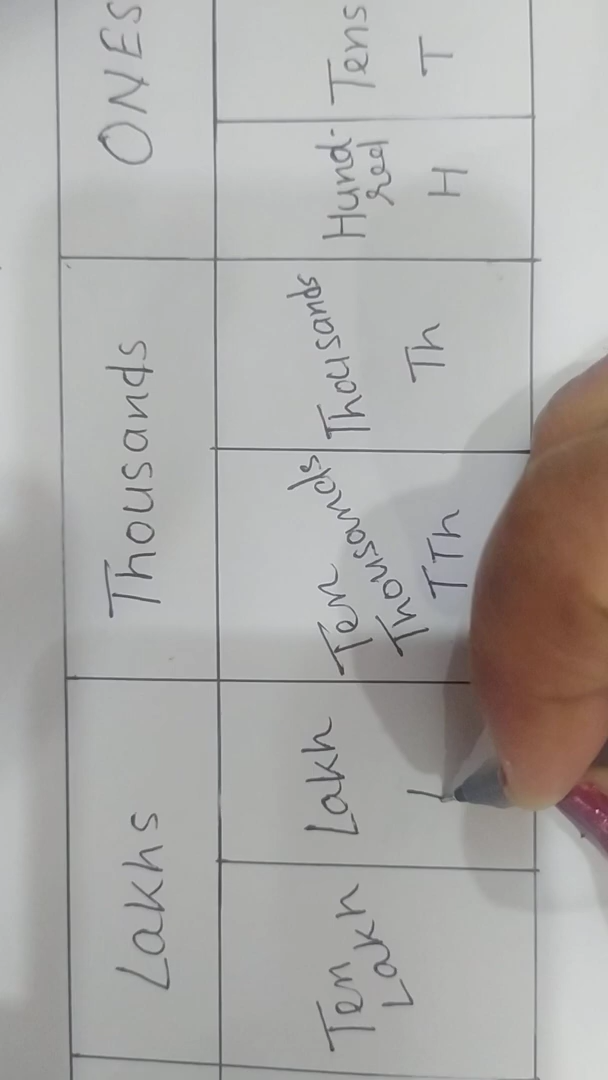 Lakhs Thousands ONES
Ten Lakh Lakh Ten Thousands Thousands Hund-red Tens
L TTh Th H T